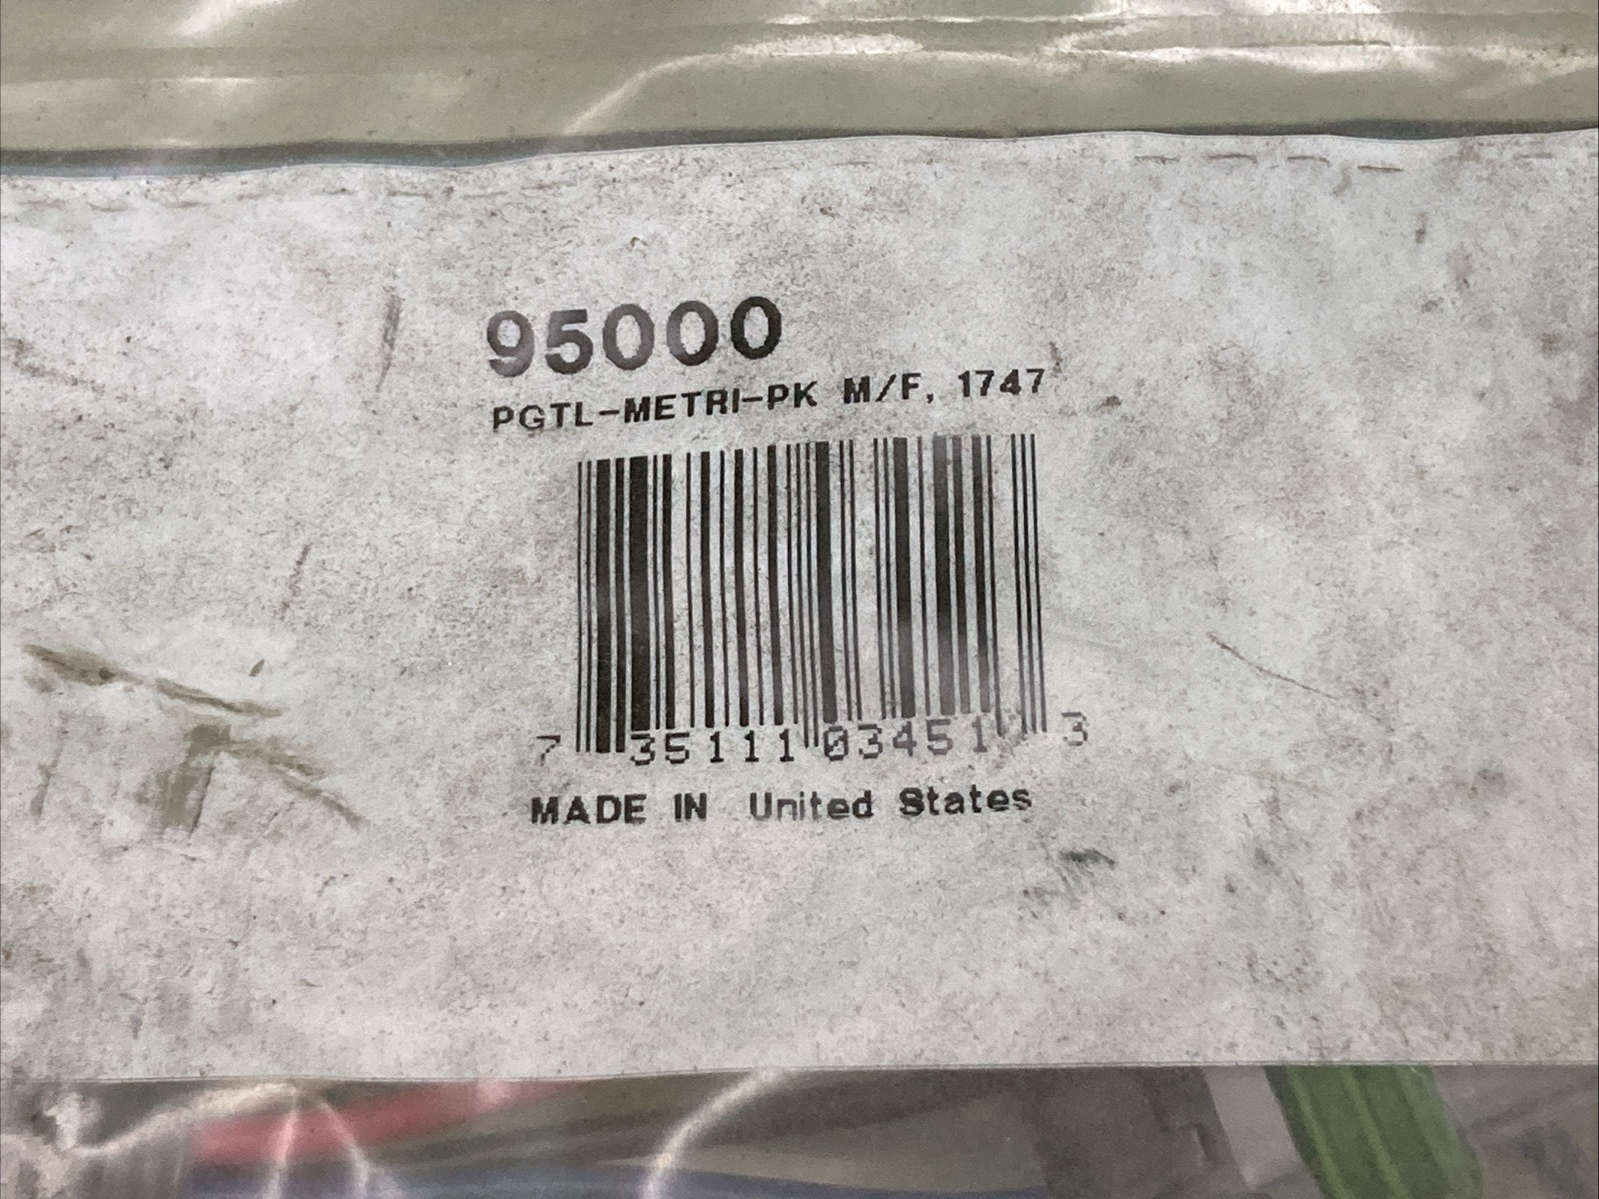 95000
PGTL-METRI-PK M/F, 1747
7 35111 03451 3
MADE IN United States